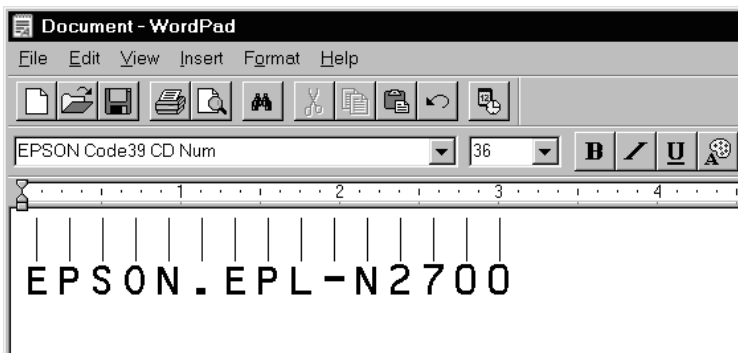 Document - WordPad
File Edit View Insert Format Help
12
EPSON Code39 CD Num 36 B / U A
1 2 3 4
EPSON.EPL-N2700